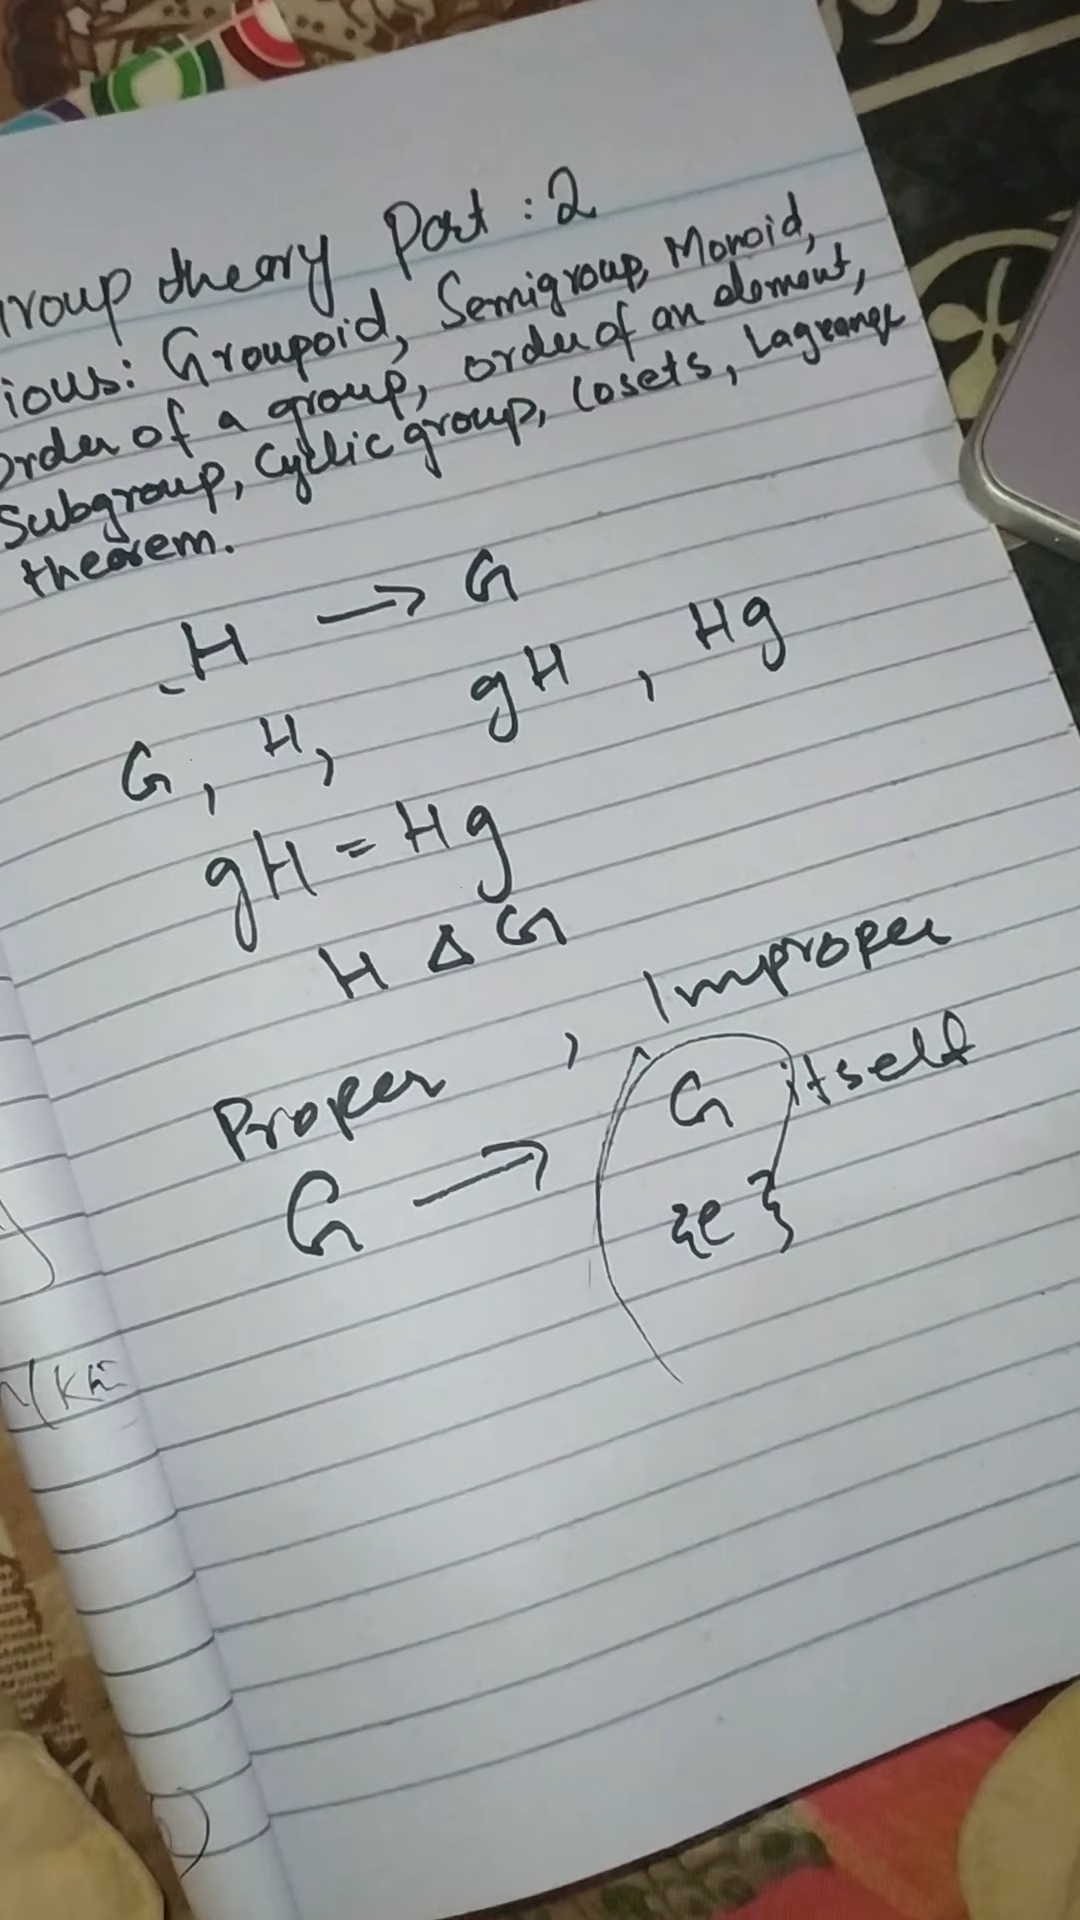 Group theory Part : 2
ious: Groupoid, Semigroup, Monoid,
Order of a group, order of an element,
Subgroup, Cyclic group, Cosets, Lagrange
theorem.
H → G
G, H, gH, Hg
gH = Hg
H Δ G
Proper, Improper
G → G itself
{e}